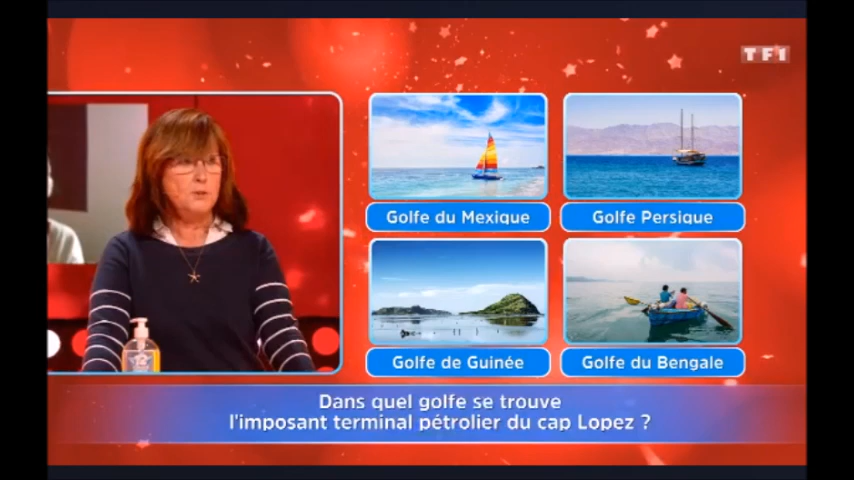 TF1
Golfe du Mexique
Golfe Persique
Golfe de Guinée
Golfe du Bengale
Dans quel golfe se trouve
l'imposant terminal pétrolier du cap Lopez ?